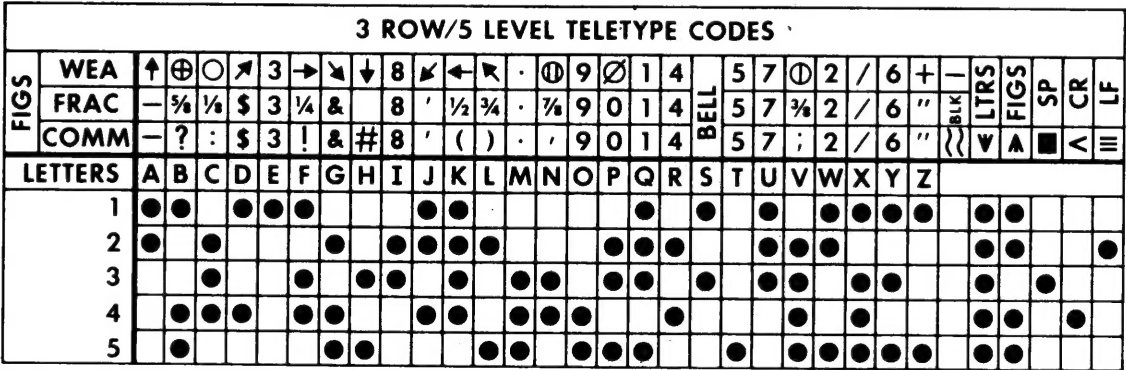 3 ROW/5 LEVEL TELETYPE CODES
FIGS
WEA ↑ ⊕ ○ ↗ 3 → ↘ ↓ 8 ↙ ← ↖ . ⦶ 9 ∅ 1 4 BELL 5 7 ⦶ 2 / 6 + — BLK LTRS FIGS SP CR LF
FRAC — ⅝ ⅛ $ 3 ¼ & 8 ' ½ ¾ . ⅞ 9 0 1 4 5 7 ⅜ 2 / 6 "
COMM — ? : $ 3 ! & # 8 ' ( ) . , 9 0 1 4 5 7 ; 2 / 6 " ≡
LETTERS A B C D E F G H I J K L M N O P Q R S T U V W X Y Z
1
2
3
4
5